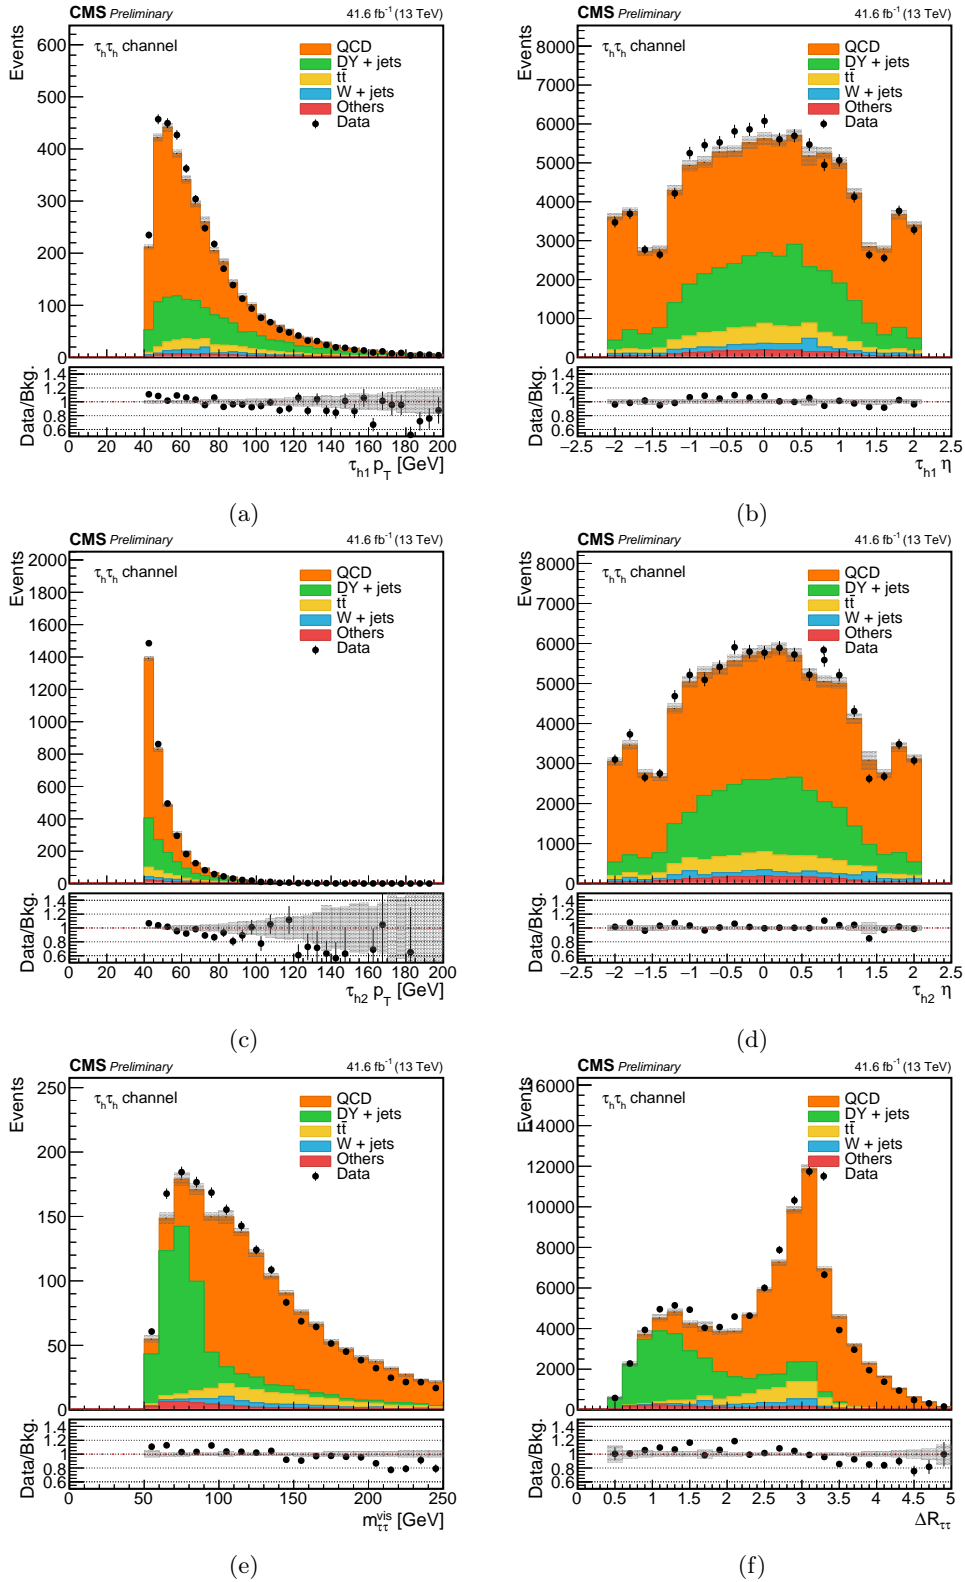 CMS Preliminary 41.6 fb⁻¹ (13 TeV)
Events
τhτh channel
QCD
DY + jets
tt̄
W + jets
Others
Data
600
500
400
300
200
100
0
Data/Bkg.
1.4
1.2
1
0.8
0.6
0 20 40 60 80 100 120 140 160 180 200
τh1 pT [GeV]
(a)
CMS Preliminary 41.6 fb⁻¹ (13 TeV)
Events
τhτh channel
QCD
DY + jets
tt̄
W + jets
Others
Data
8000
7000
6000
5000
4000
3000
2000
1000
0
Data/Bkg.
1.4
1.2
1
0.8
0.6
−2.5 −2 −1.5 −1 −0.5 0 0.5 1 1.5 2 2.5
τh1 η
(b)
CMS Preliminary 41.6 fb⁻¹ (13 TeV)
Events
τhτh channel
QCD
DY + jets
tt̄
W + jets
Others
Data
2000
1800
1600
1400
1200
1000
800
600
400
200
0
Data/Bkg.
1.4
1.2
1
0.8
0.6
0 20 40 60 80 100 120 140 160 180 200
τh2 pT [GeV]
(c)
CMS Preliminary 41.6 fb⁻¹ (13 TeV)
Events
τhτh channel
QCD
DY + jets
tt̄
W + jets
Others
Data
8000
7000
6000
5000
4000
3000
2000
1000
0
Data/Bkg.
1.4
1.2
1
0.8
0.6
−2.5 −2 −1.5 −1 −0.5 0 0.5 1 1.5 2 2.5
τh2 η
(d)
CMS Preliminary 41.6 fb⁻¹ (13 TeV)
Events
τhτh channel
QCD
DY + jets
tt̄
W + jets
Others
Data
250
200
150
100
50
0
Data/Bkg.
1.4
1.2
1
0.8
0.6
0 50 100 150 200 250
mττvis [GeV]
(e)
CMS Preliminary 41.6 fb⁻¹ (13 TeV)
Events
τhτh channel
QCD
DY + jets
tt̄
W + jets
Others
Data
16000
14000
12000
10000
8000
6000
4000
2000
0
Data/Bkg.
1.4
1.2
1
0.8
0.6
0 0.5 1 1.5 2 2.5 3 3.5 4 4.5 5
ΔRττ
(f)